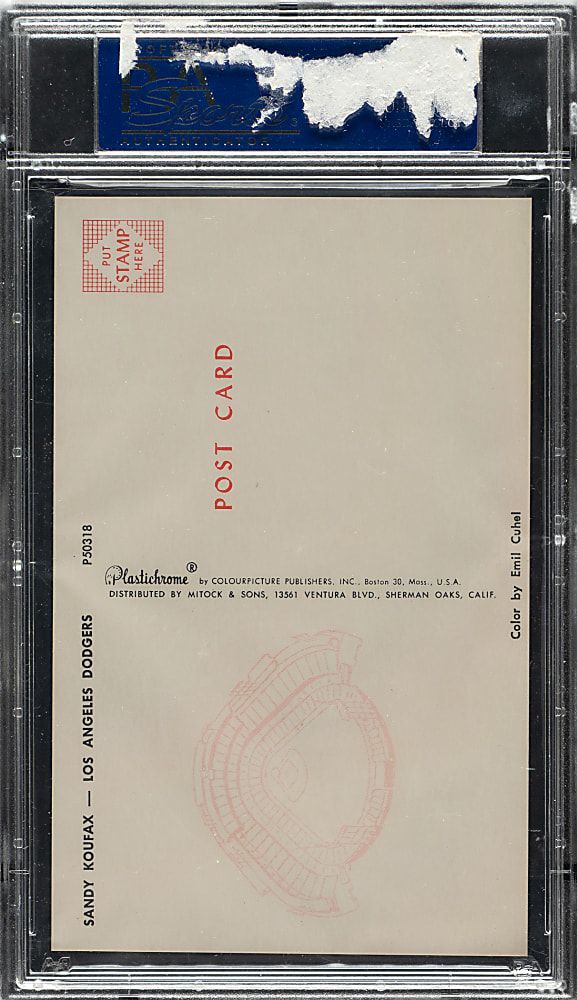 AUTHENTICATOR
PUT
STAMP
HERE
POST CARD
SANDY KOUFAX — LOS ANGELES DODGERS P50318
Plastichrome ® by COLOURPICTURE PUBLISHERS, INC., Boston 30, Mass., U.S.A.
DISTRIBUTED BY MITOCK & SONS, 13561 VENTURA BLVD., SHERMAN OAKS, CALIF.
Color by Emil Cuhel